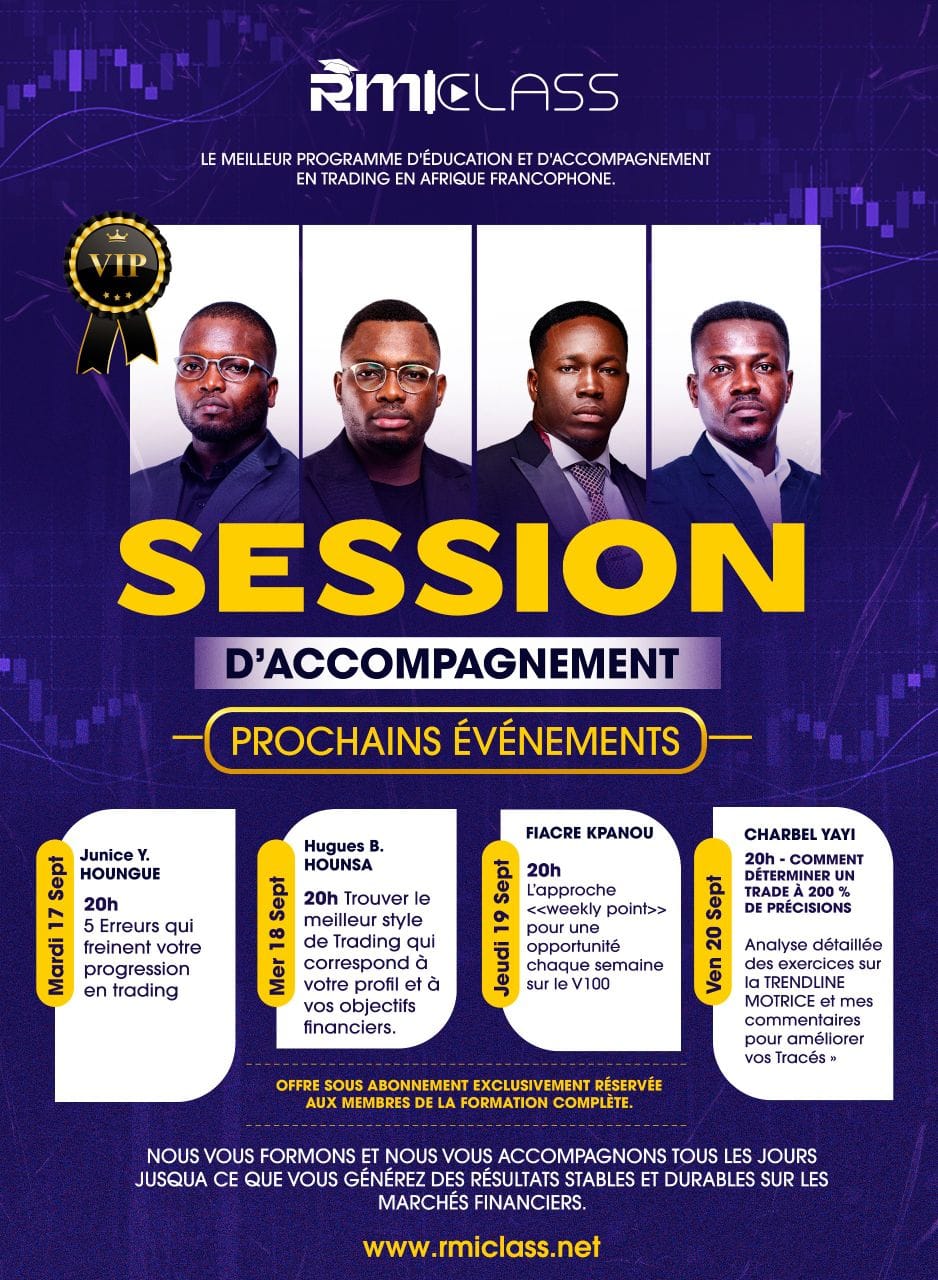 RMI CLASS
LE MEILLEUR PROGRAMME D'ÉDUCATION ET D'ACCOMPAGNEMENT
EN TRADING EN AFRIQUE FRANCOPHONE.
VIP
SESSION
D'ACCOMPAGNEMENT
PROCHAINS ÉVÉNEMENTS
Mardi 17 Sept
Junice Y.
HOUNGUE
20h
5 Erreurs qui
freinent votre
progression
en trading
Mer 18 Sept
Hugues B.
HOUNSA
20h Trouver le
meilleur style
de Trading qui
correspond à
votre profil et à
vos objectifs
financiers.
Jeudi 19 Sept
FIACRE KPANOU
20h
L'approche
<<weekly point>>
pour une
opportunité
chaque semaine
sur le V100
Ven 20 Sept
CHARBEL YAYI
20h - COMMENT
DÉTERMINER UN
TRADE À 200 %
DE PRÉCISIONS
Analyse détaillée
des exercices sur
la TRENDLINE
MOTRICE et mes
commentaires
pour améliorer
vos Tracés »
OFFRE SOUS ABONNEMENT EXCLUSIVEMENT RÉSERVÉE
AUX MEMBRES DE LA FORMATION COMPLÈTE.
NOUS VOUS FORMONS ET NOUS VOUS ACCOMPAGNONS TOUS LES JOURS
JUSQUA CE QUE VOUS GÉNÉREZ DES RÉSULTATS STABLES ET DURABLES SUR LES
MARCHÉS FINANCIERS.
www.rmiclass.net